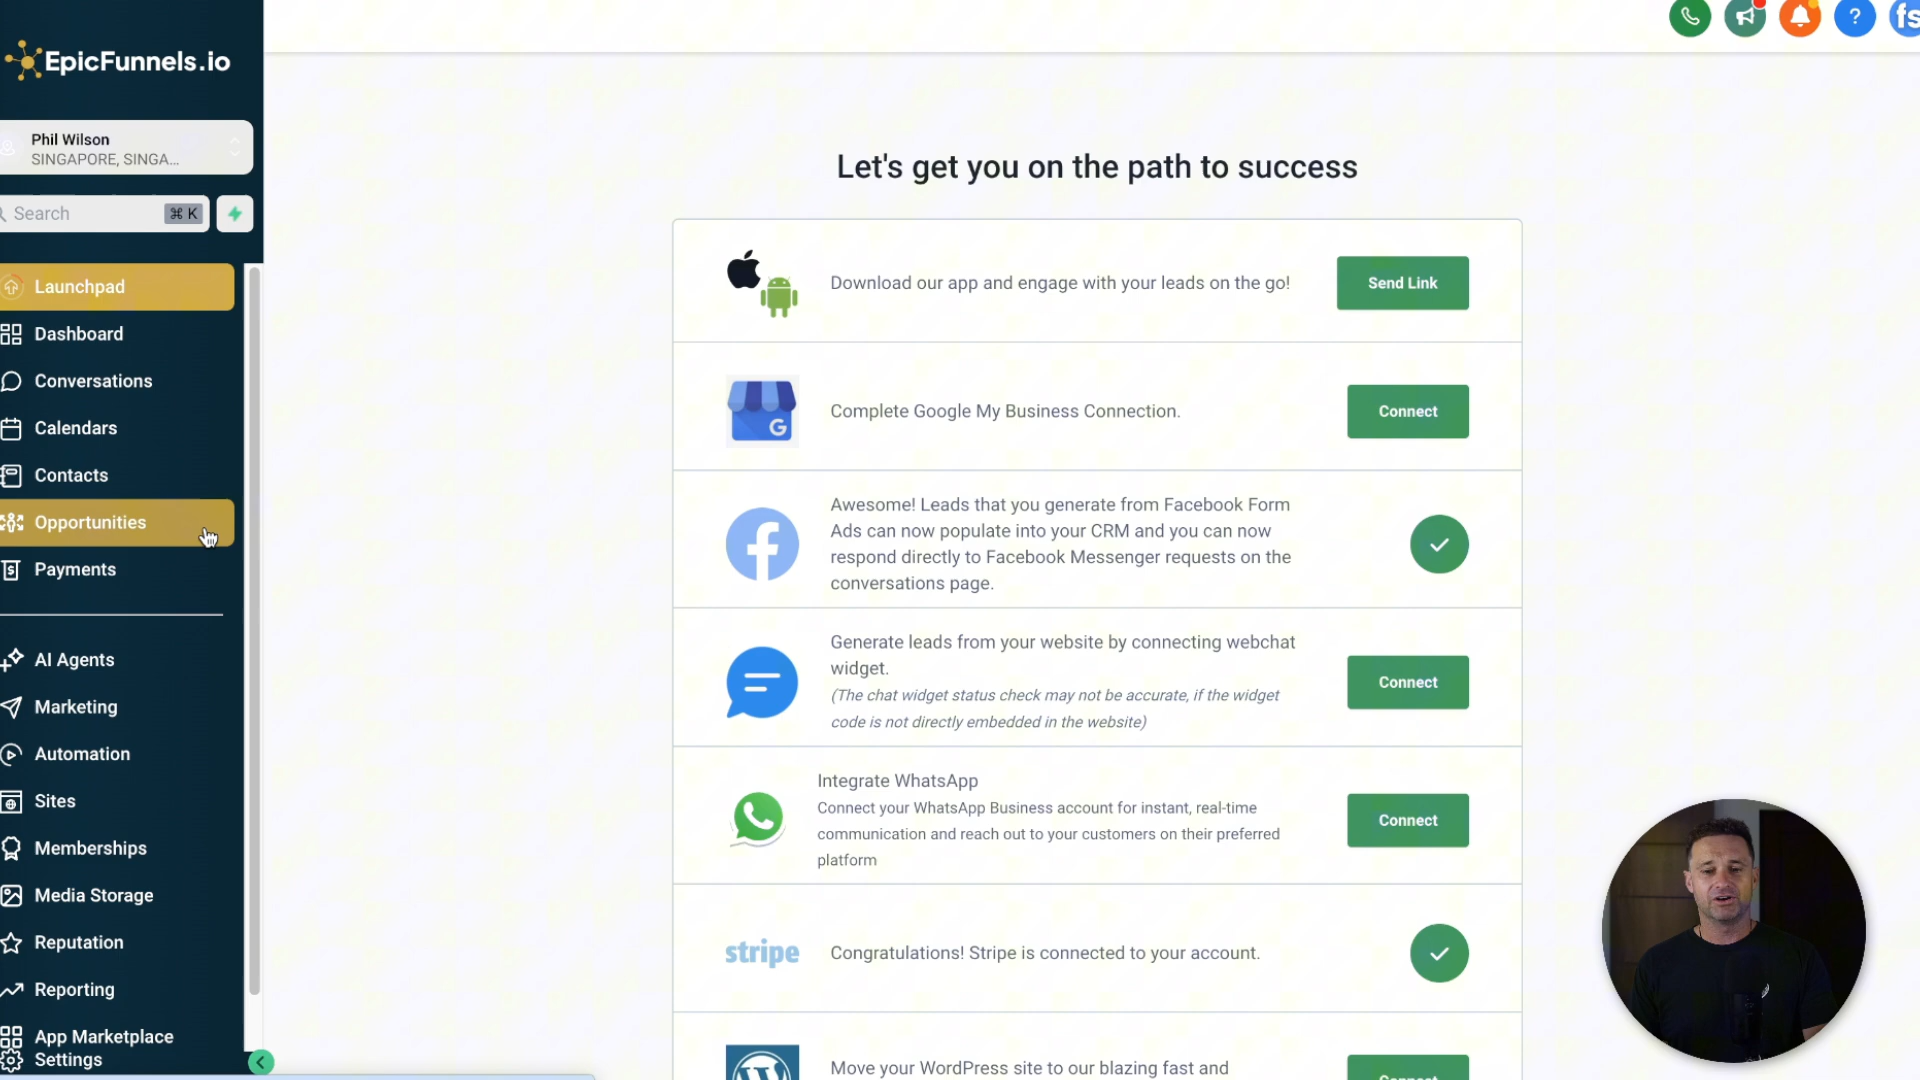 EpicFunnels.io
Phil Wilson
SINGAPORE, SINGA...
Search
⌘ K
Launchpad
Dashboard
Conversations
Calendars
Contacts
Opportunities
Payments
AI Agents
Marketing
Automation
Sites
Memberships
Media Storage
Reputation
Reporting
App Marketplace
Settings
?
fs
Let's get you on the path to success
Download our app and engage with your leads on the go!
Send Link
G
Complete Google My Business Connection.
Connect
Awesome! Leads that you generate from Facebook Form
Ads can now populate into your CRM and you can now
respond directly to Facebook Messenger requests on the
conversations page.
Generate leads from your website by connecting webchat
widget.
(The chat widget status check may not be accurate, if the widget
code is not directly embedded in the website)
Connect
Integrate WhatsApp
Connect your WhatsApp Business account for instant, real-time
communication and reach out to your customers on their preferred
platform
Connect
stripe
Congratulations! Stripe is connected to your account.
Move your WordPress site to our blazing fast and
Connect